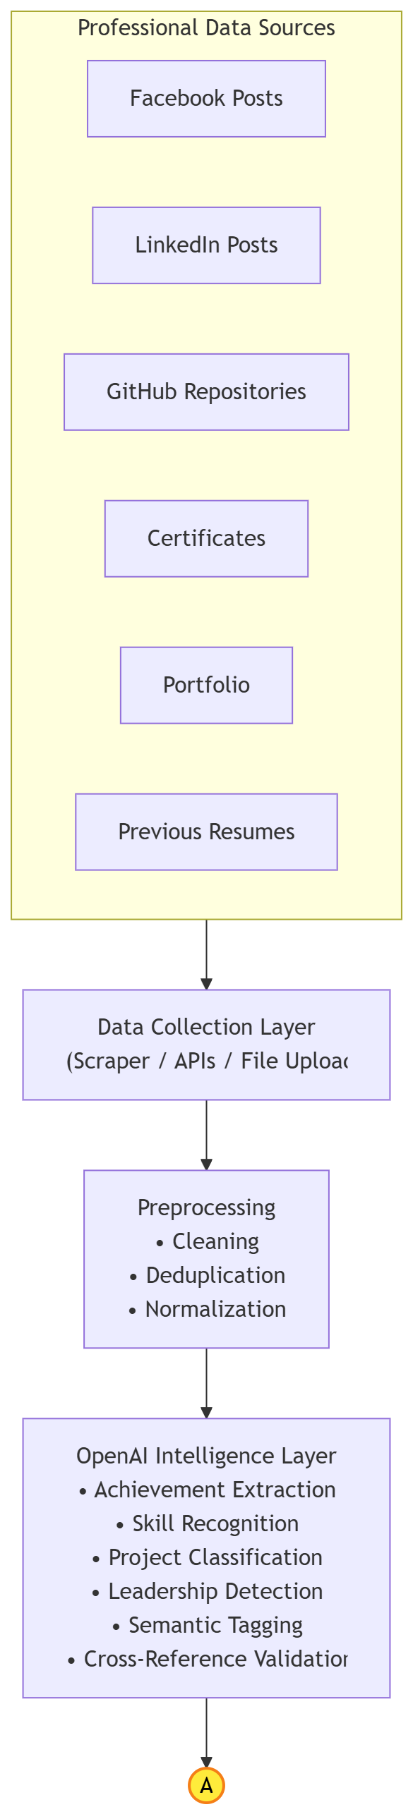 Professional Data Sources
Facebook Posts
LinkedIn Posts
GitHub Repositories
Certificates
Portfolio
Previous Resumes
Data Collection Layer
(Scraper / APIs / File Upload
Preprocessing
• Cleaning
• Deduplication
• Normalization
OpenAI Intelligence Layer
• Achievement Extraction
• Skill Recognition
• Project Classification
• Leadership Detection
• Semantic Tagging
• Cross-Reference Validation
A